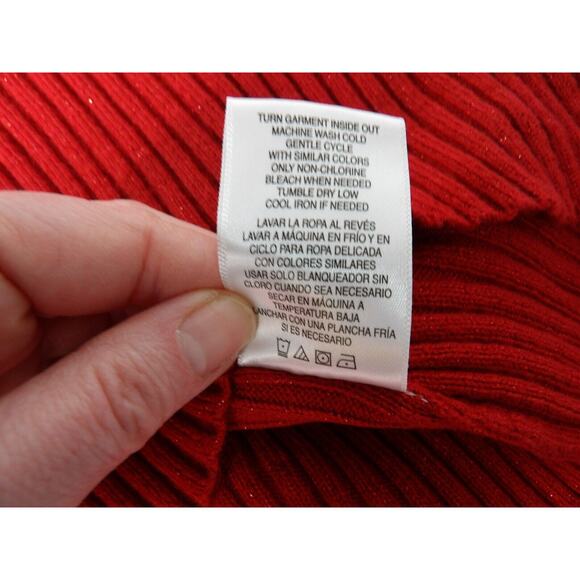 TURN GARMENT INSIDE OUT
MACHINE WASH COLD
GENTLE CYCLE
WITH SIMILAR COLORS
ONLY NON-CHLORINE
BLEACH WHEN NEEDED
TUMBLE DRY LOW
COOL IRON IF NEEDED
LAVAR LA ROPA AL REVÉS
LAVAR A MÁQUINA EN FRÍO Y EN
CICLO PARA ROPA DELICADA
CON COLORES SIMILARES
USAR SOLO BLANQUEADOR SIN
CLORO CUANDO SEA NECESARIO
SECAR EN MÁQUINA A
TEMPERATURA BAJA
LANCHAR CON UNA PLANCHA FRÍA
SI ES NECESARIO